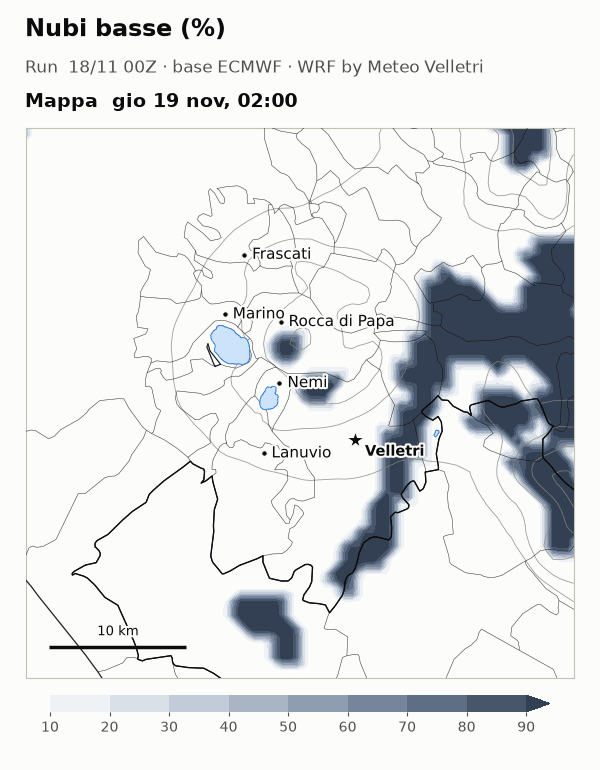 Nubi basse (%)
Run  18/11 00Z · base ECMWF · WRF by Meteo Velletri
Mappa  gio 19 nov, 02:00
Frascati
Marino
Rocca di Papa
Nemi
Velletri
Lanuvio
10 km
10 20 30 40 50 60 70 80 90